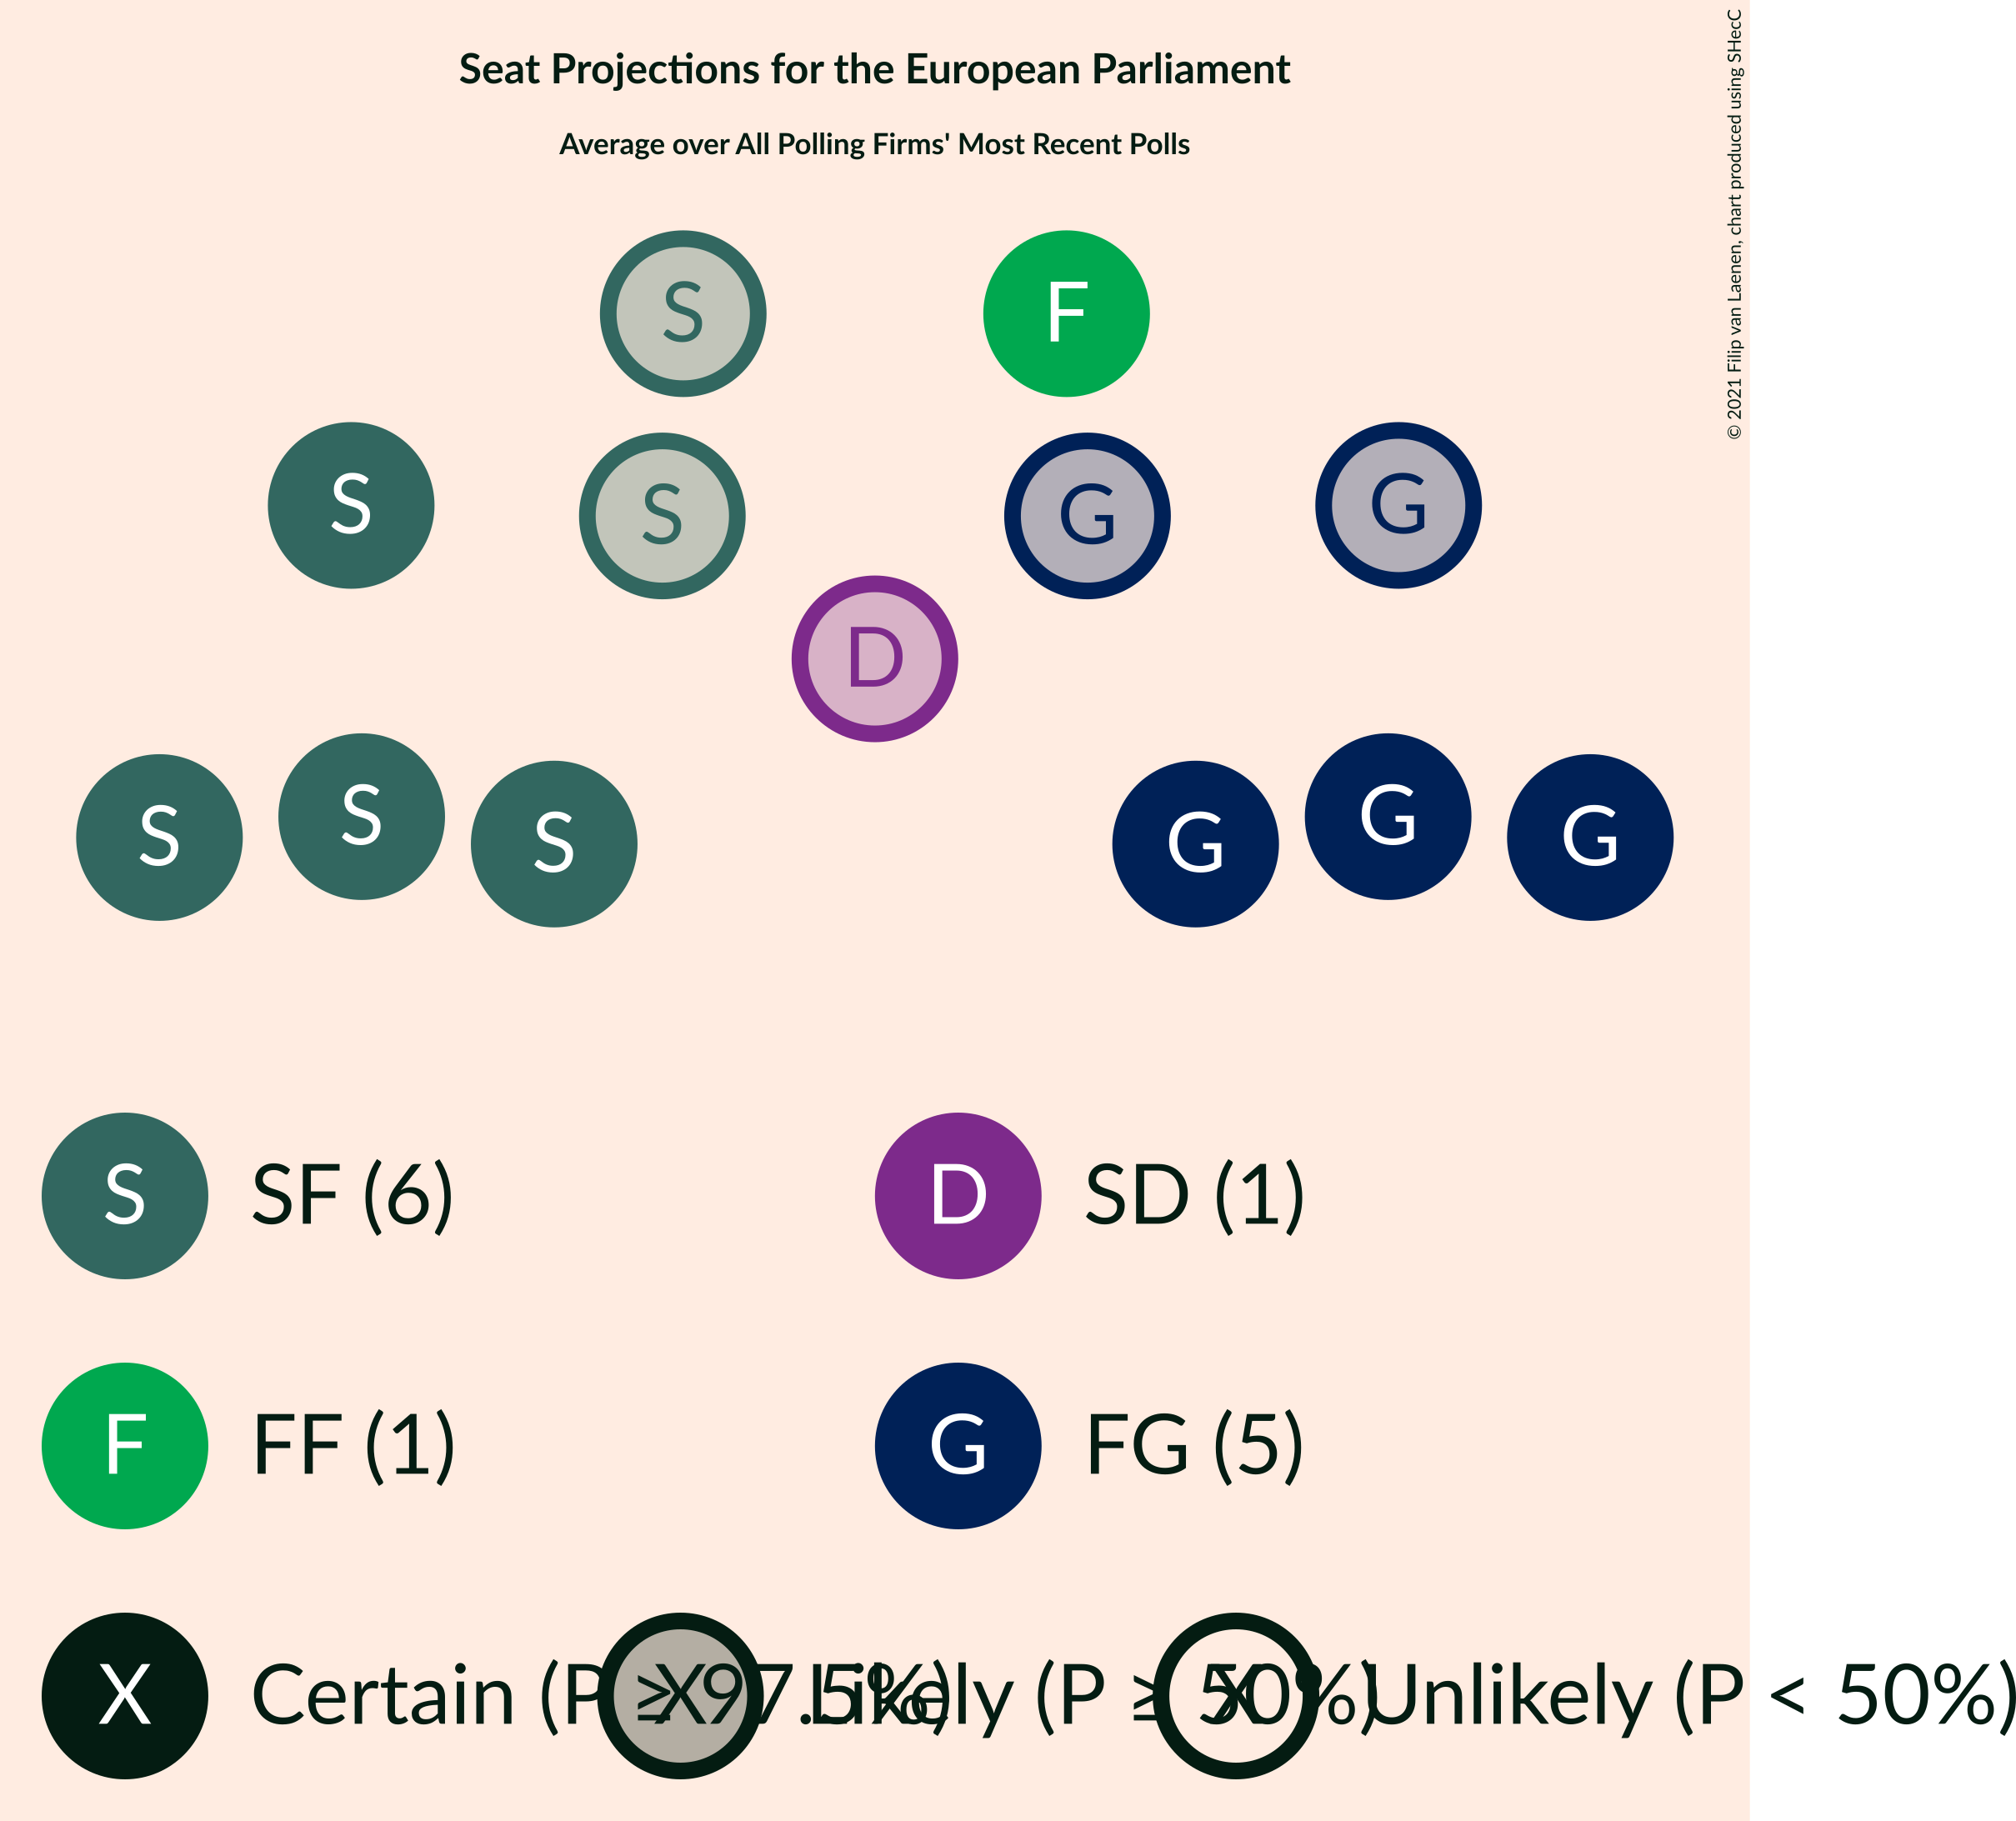 Seat Projections for the European Parliament
Average over All Polling Firms' Most Recent Polls
© 2021 Filip van Laenen, chart produced using SHecC
S F
S S G G
D
S S S G G G
S SF (6) D SD (1)
F FF (1) G FG (5)
X Certain (P ≥ 97.5%) X Likely (P ≥ 50%) X Unlikely (P < 50%)